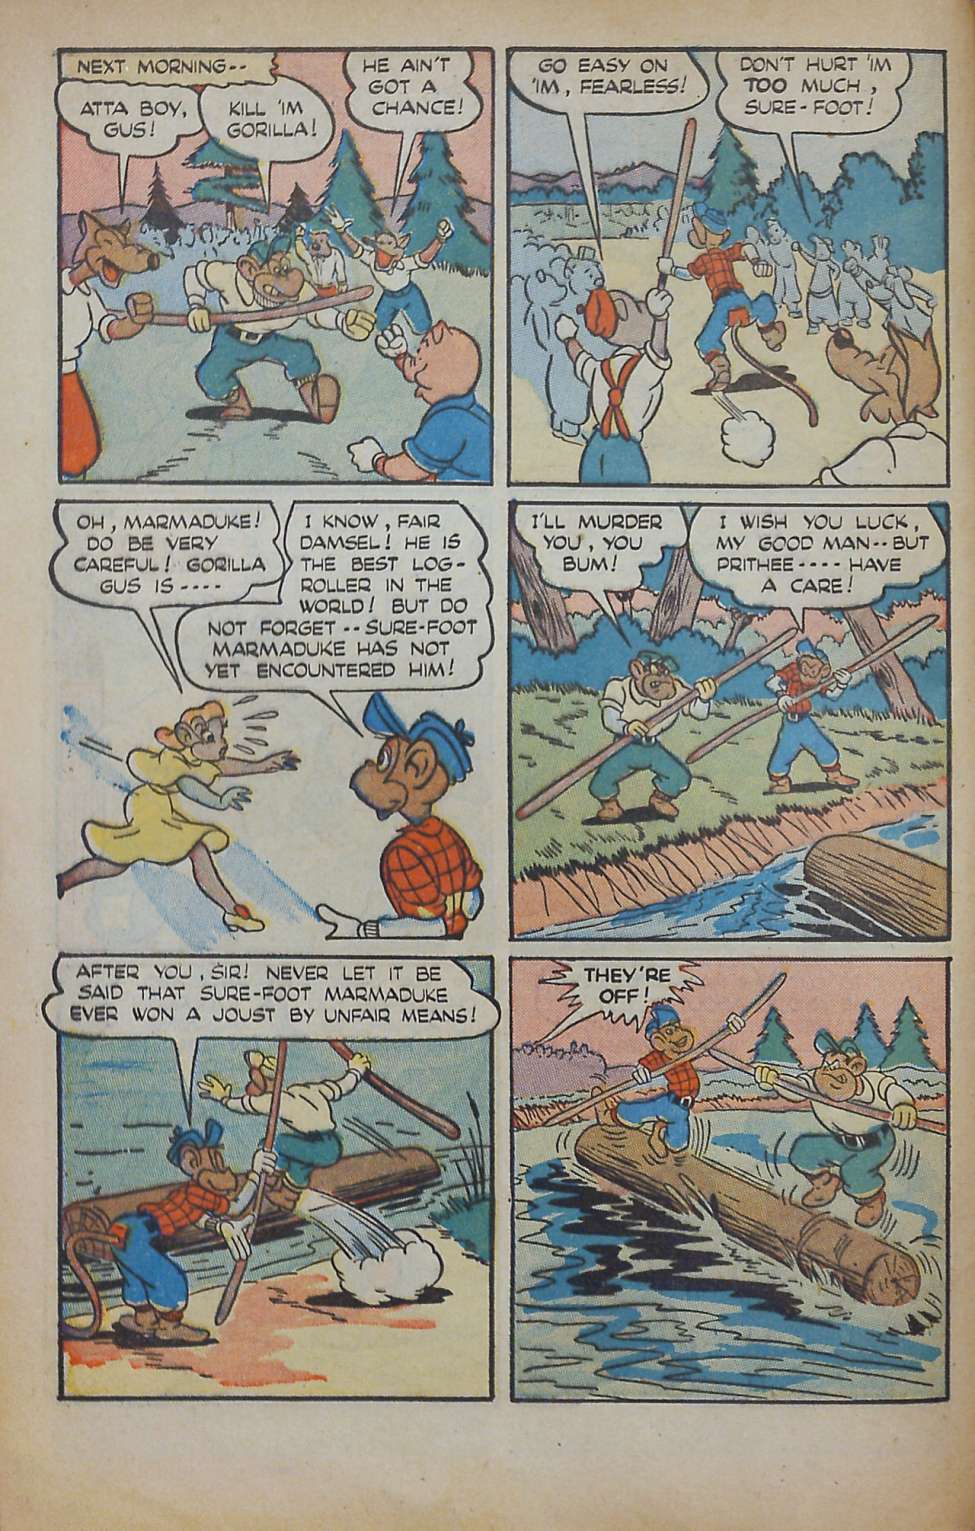 NEXT MORNING--
ATTA BOY,
GUS!
KILL 'IM
GORILLA!
HE AIN'T
GOT A
CHANCE!
GO EASY ON
'IM, FEARLESS!
DON'T HURT 'IM
TOO MUCH,
SURE-FOOT!
OH, MARMADUKE!
DO BE VERY
CAREFUL! GORILLA
GUS IS ----
I KNOW, FAIR
DAMSEL! HE IS
THE BEST LOG-
ROLLER IN THE
WORLD! BUT DO
NOT FORGET -- SURE-FOOT
MARMADUKE HAS NOT
YET ENCOUNTERED HIM!
I'LL MURDER
YOU, YOU
BUM!
I WISH YOU LUCK,
MY GOOD MAN -- BUT
PRITHEE ---- HAVE
A CARE!
AFTER YOU, SIR! NEVER LET IT BE
SAID THAT SURE-FOOT MARMADUKE
EVER WON A JOUST BY UNFAIR MEANS!
THEY'RE
OFF!